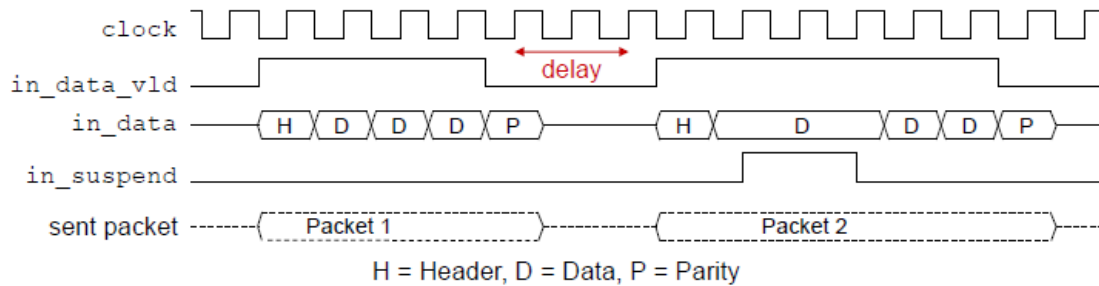 clock
delay
in_data_vld
in_data H D D D P H D D D P
in_suspend
sent packet Packet 1 Packet 2
H = Header, D = Data, P = Parity